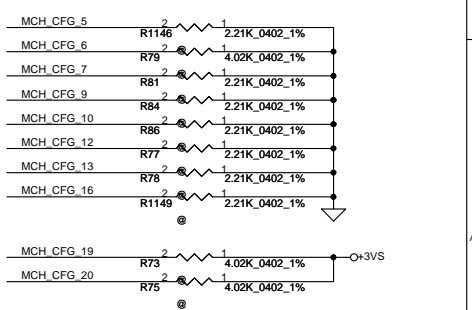 MCH_CFG_5 2 1
R1146 2.21K_0402_1%
MCH_CFG_6 2 @ 1
R79 4.02K_0402_1%
MCH_CFG_7 2 @ 1
R81 2.21K_0402_1%
MCH_CFG_9 2 @ 1
R84 2.21K_0402_1%
MCH_CFG_10 2 @ 1
R86 2.21K_0402_1%
MCH_CFG_12 2 @ 1
R77 2.21K_0402_1%
MCH_CFG_13 2 @ 1
R78 2.21K_0402_1%
MCH_CFG_16 2 @ 1
R1149 2.21K_0402_1%
@
MCH_CFG_19 2 1 +3VS
R73 4.02K_0402_1%
MCH_CFG_20 2 @ 1
R75 4.02K_0402_1%
@